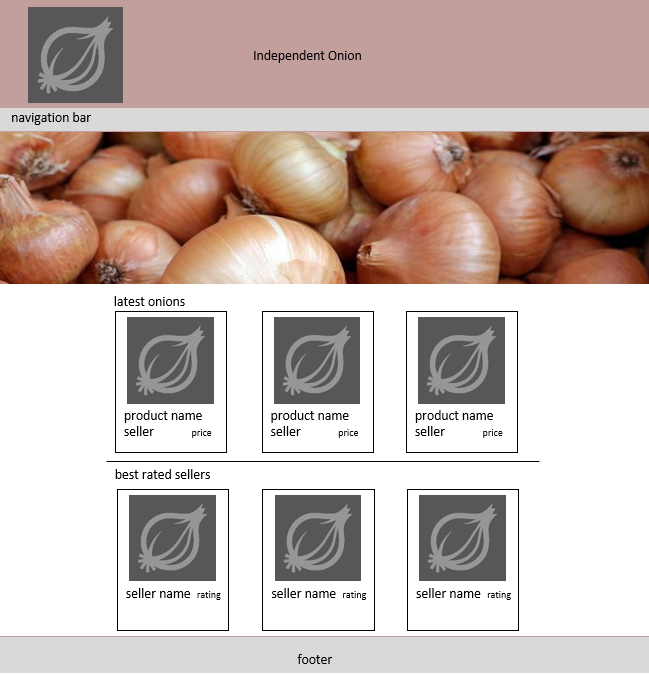 Independent Onion
navigation bar
latest onions
product name
seller price
product name
seller price
product name
seller price
best rated sellers
seller name rating
seller name rating
seller name rating
footer